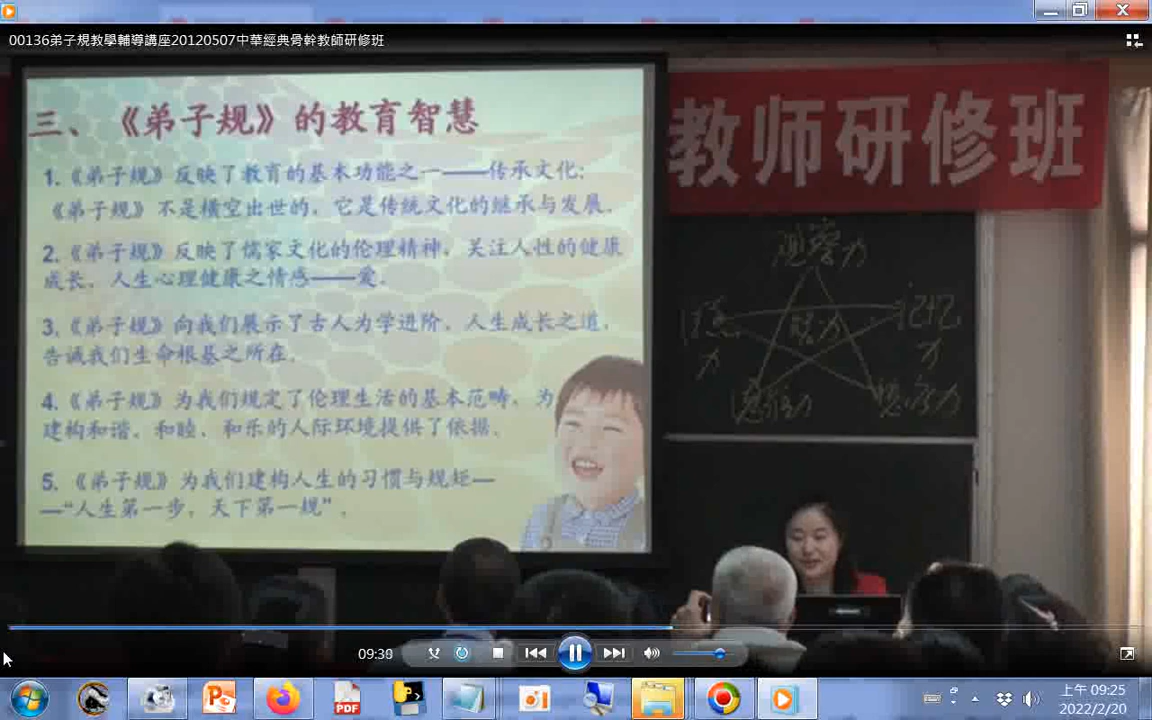 00136弟子規教學輔導講座20120507中華經典骨幹教師研修班
三、《弟子规》的教育智慧
1.《弟子规》反映了教育的基本功能之一——传承文化;
《弟子规》不是横空出世的，它是传统文化的继承与发展。
2.《弟子规》反映了儒家文化的伦理精神，关注人性的健康
成长，人生心理健康之情感——爱。
3.《弟子规》向我们展示了古人为学进阶，人生成长之道，
告诫我们生命根基之所在。
4.《弟子规》为我们规定了伦理生活的基本范畴，为
建构和谐、和睦、和乐的人际环境提供了依据。
5.《弟子规》为我们建构人生的习惯与规矩—
—“人生第一步，天下第一规”。
教师研修班
观察力
记忆
力
09:30
PDF
上午 09:25
2022/2/20